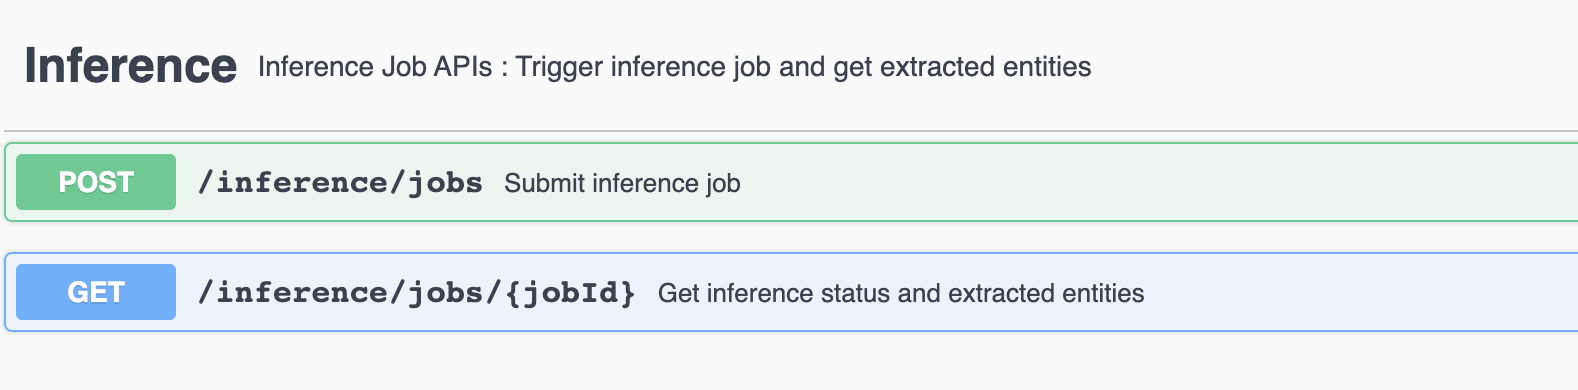 Inference Inference Job APIs : Trigger inference job and get extracted entities
POST /inference/jobs Submit inference job
GET /inference/jobs/{jobId} Get inference status and extracted entities